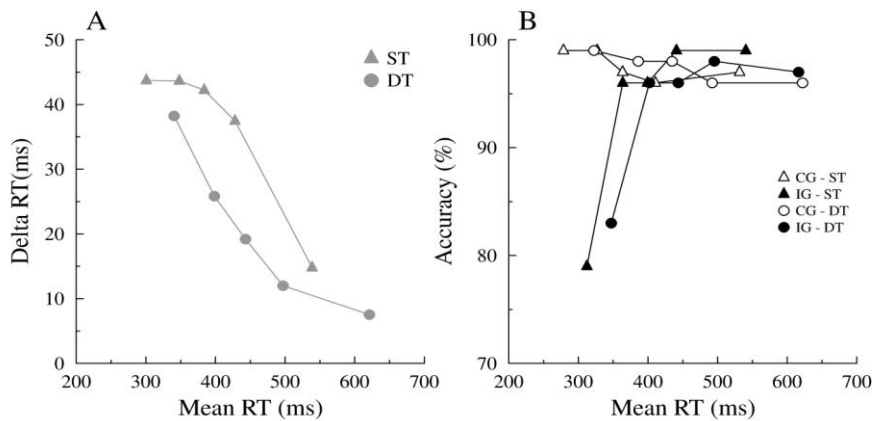 A
50
40
30
20
10
0
Delta RT(ms)
ST
DT
200 300 400 500 600 700
Mean RT (ms)
B
100
90
80
70
Accuracy (%)
CG - ST
IG - ST
CG - DT
IG - DT
200 300 400 500 600 700
Mean RT (ms)